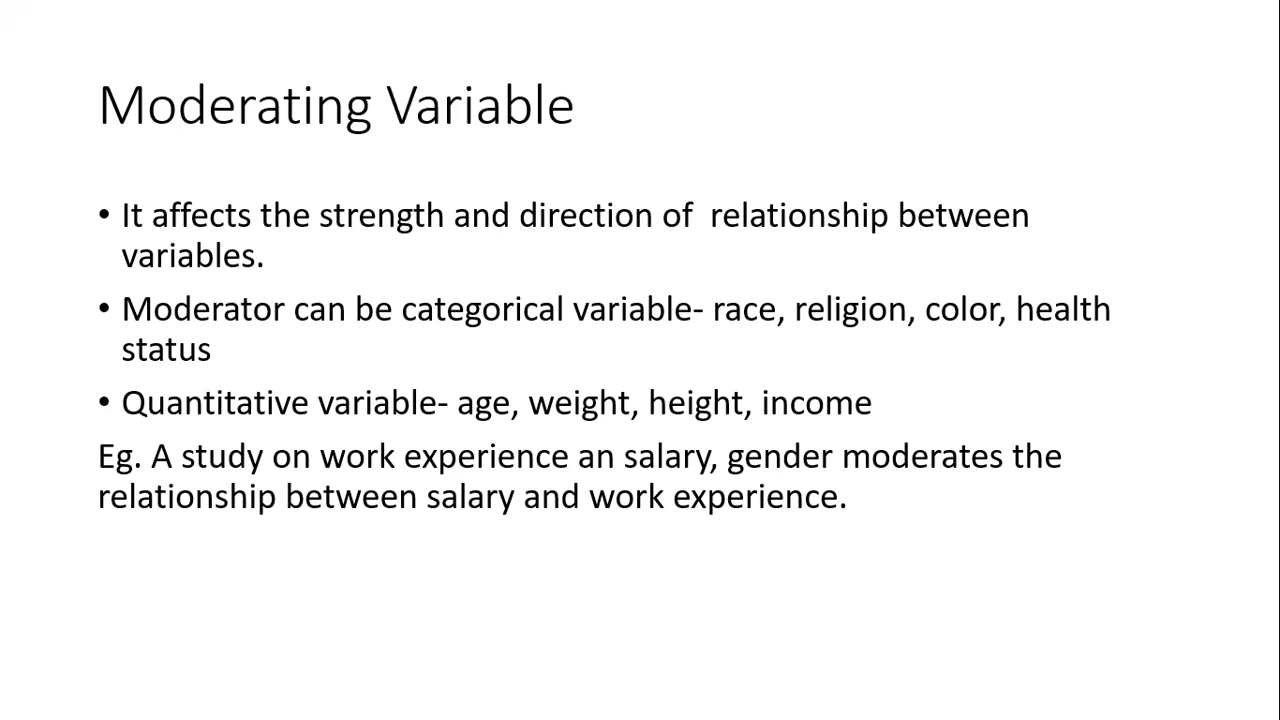 Moderating Variable
• It affects the strength and direction of  relationship between
variables.
• Moderator can be categorical variable- race, religion, color, health
status
• Quantitative variable- age, weight, height, income
Eg. A study on work experience an salary, gender moderates the
relationship between salary and work experience.